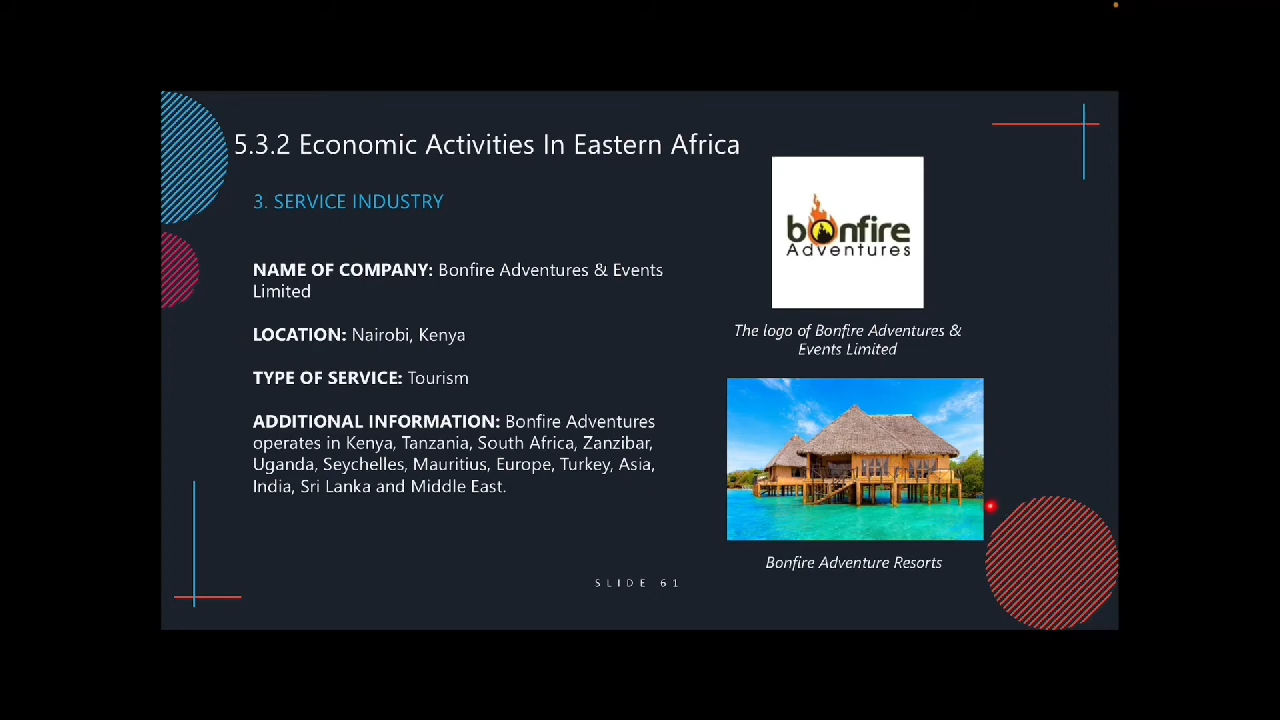 5.3.2 Economic Activities In Eastern Africa
3. SERVICE INDUSTRY
NAME OF COMPANY: Bonfire Adventures & Events
Limited
LOCATION: Nairobi, Kenya
TYPE OF SERVICE: Tourism
ADDITIONAL INFORMATION: Bonfire Adventures
operates in Kenya, Tanzania, South Africa, Zanzibar,
Uganda, Seychelles, Mauritius, Europe, Turkey, Asia,
India, Sri Lanka and Middle East.
bonfire
Adventures
The logo of Bonfire Adventures &
Events Limited
Bonfire Adventure Resorts
SLIDE 61